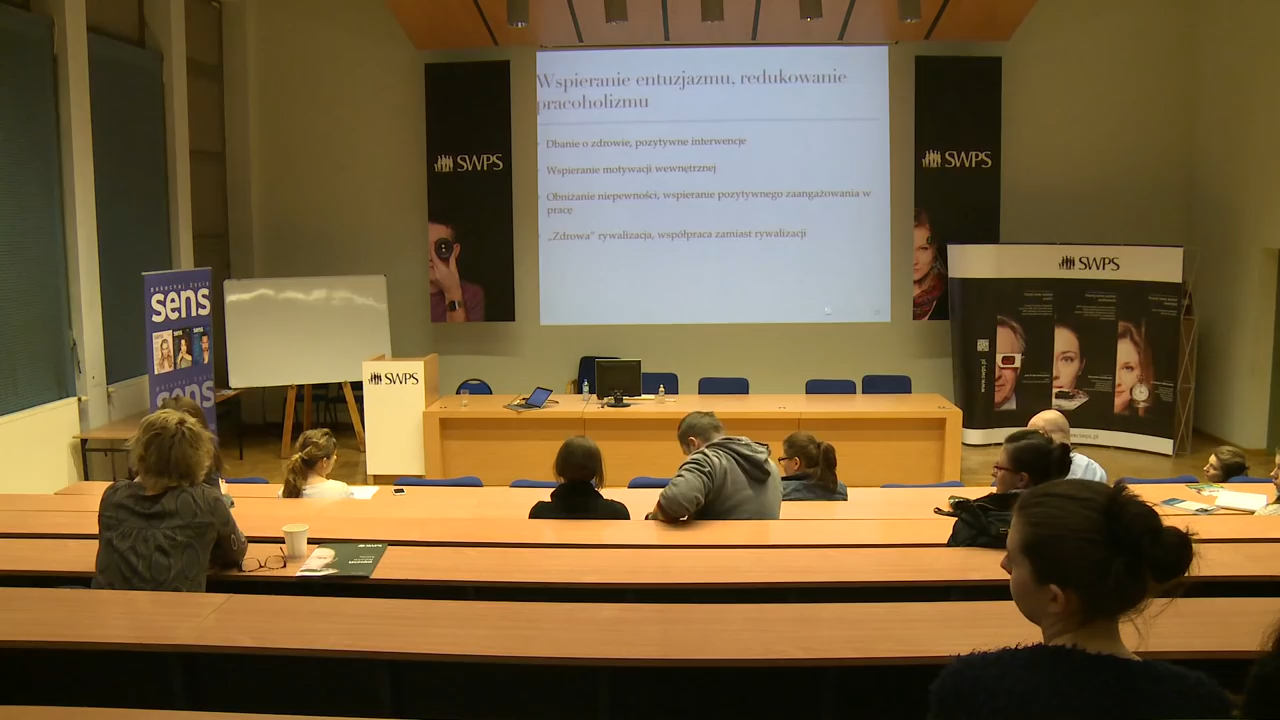 Wspieranie entuzjazmu, redukowanie
pracoholizmu
Dbanie o zdrowie, pozytywne interwencje
Wspieranie motywacji wewnętrznej
Obniżanie niepewności, wspieranie pozytywnego zaangażowania w
pracę
„Zdrowa” rywalizacja, współpraca zamiast rywalizacji
SWPS
SWPS
SWPS
sens
sens
SWPS